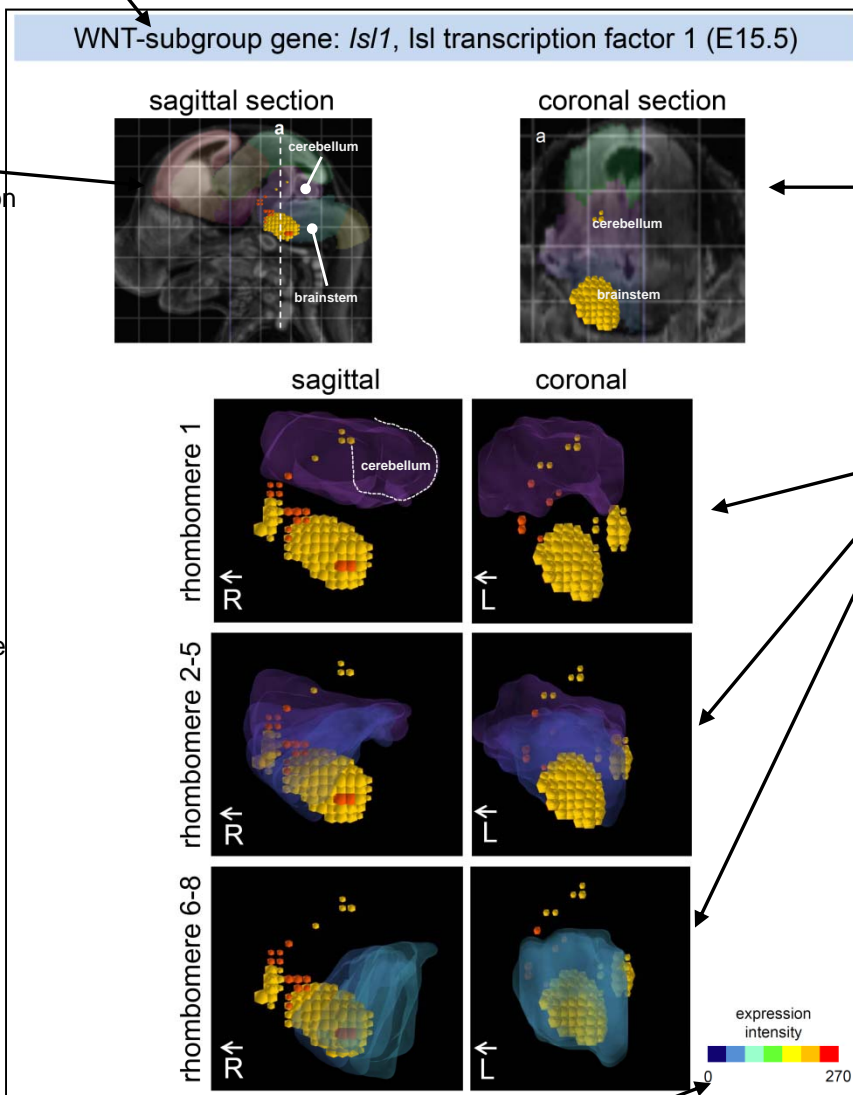 WNT-subgroup gene: Isl1, Isl transcription factor 1 (E15.5)
sagittal section
coronal section
a
cerebellum
brainstem
a
cerebellum
brainstem
on
sagittal
coronal
rhombomere 1
cerebellum
R
L
e
rhombomere 2-5
R
L
rhombomere 6-8
R
L
expression
intensity
0
270